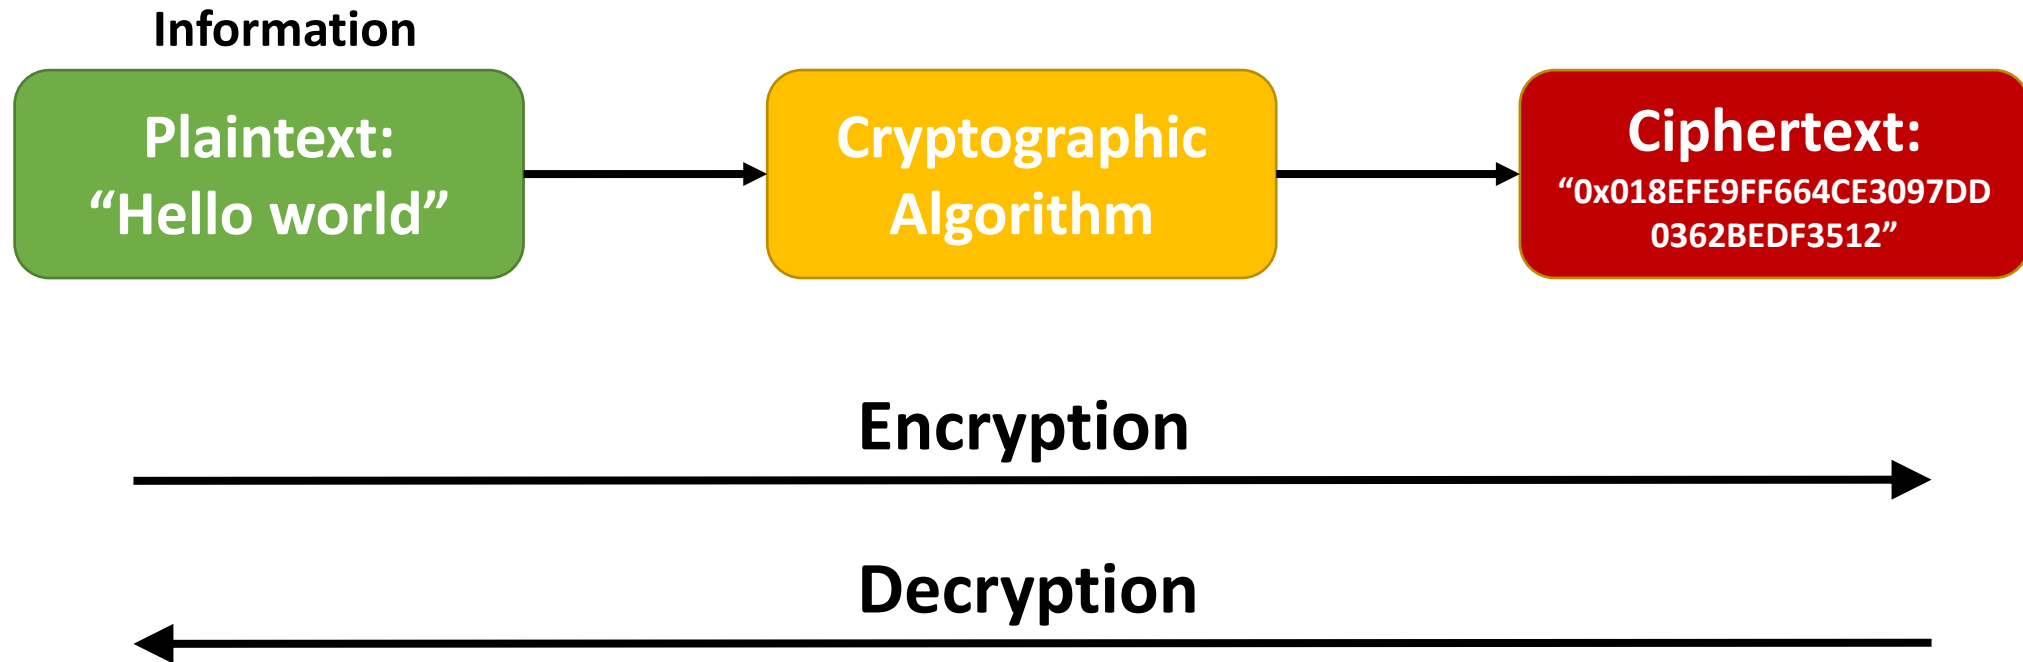 Information
Plaintext:
“Hello world”
Cryptographic
Algorithm
Ciphertext:
“0x018EFE9FF664CE3097DD
0362BEDF3512”
Encryption
Decryption